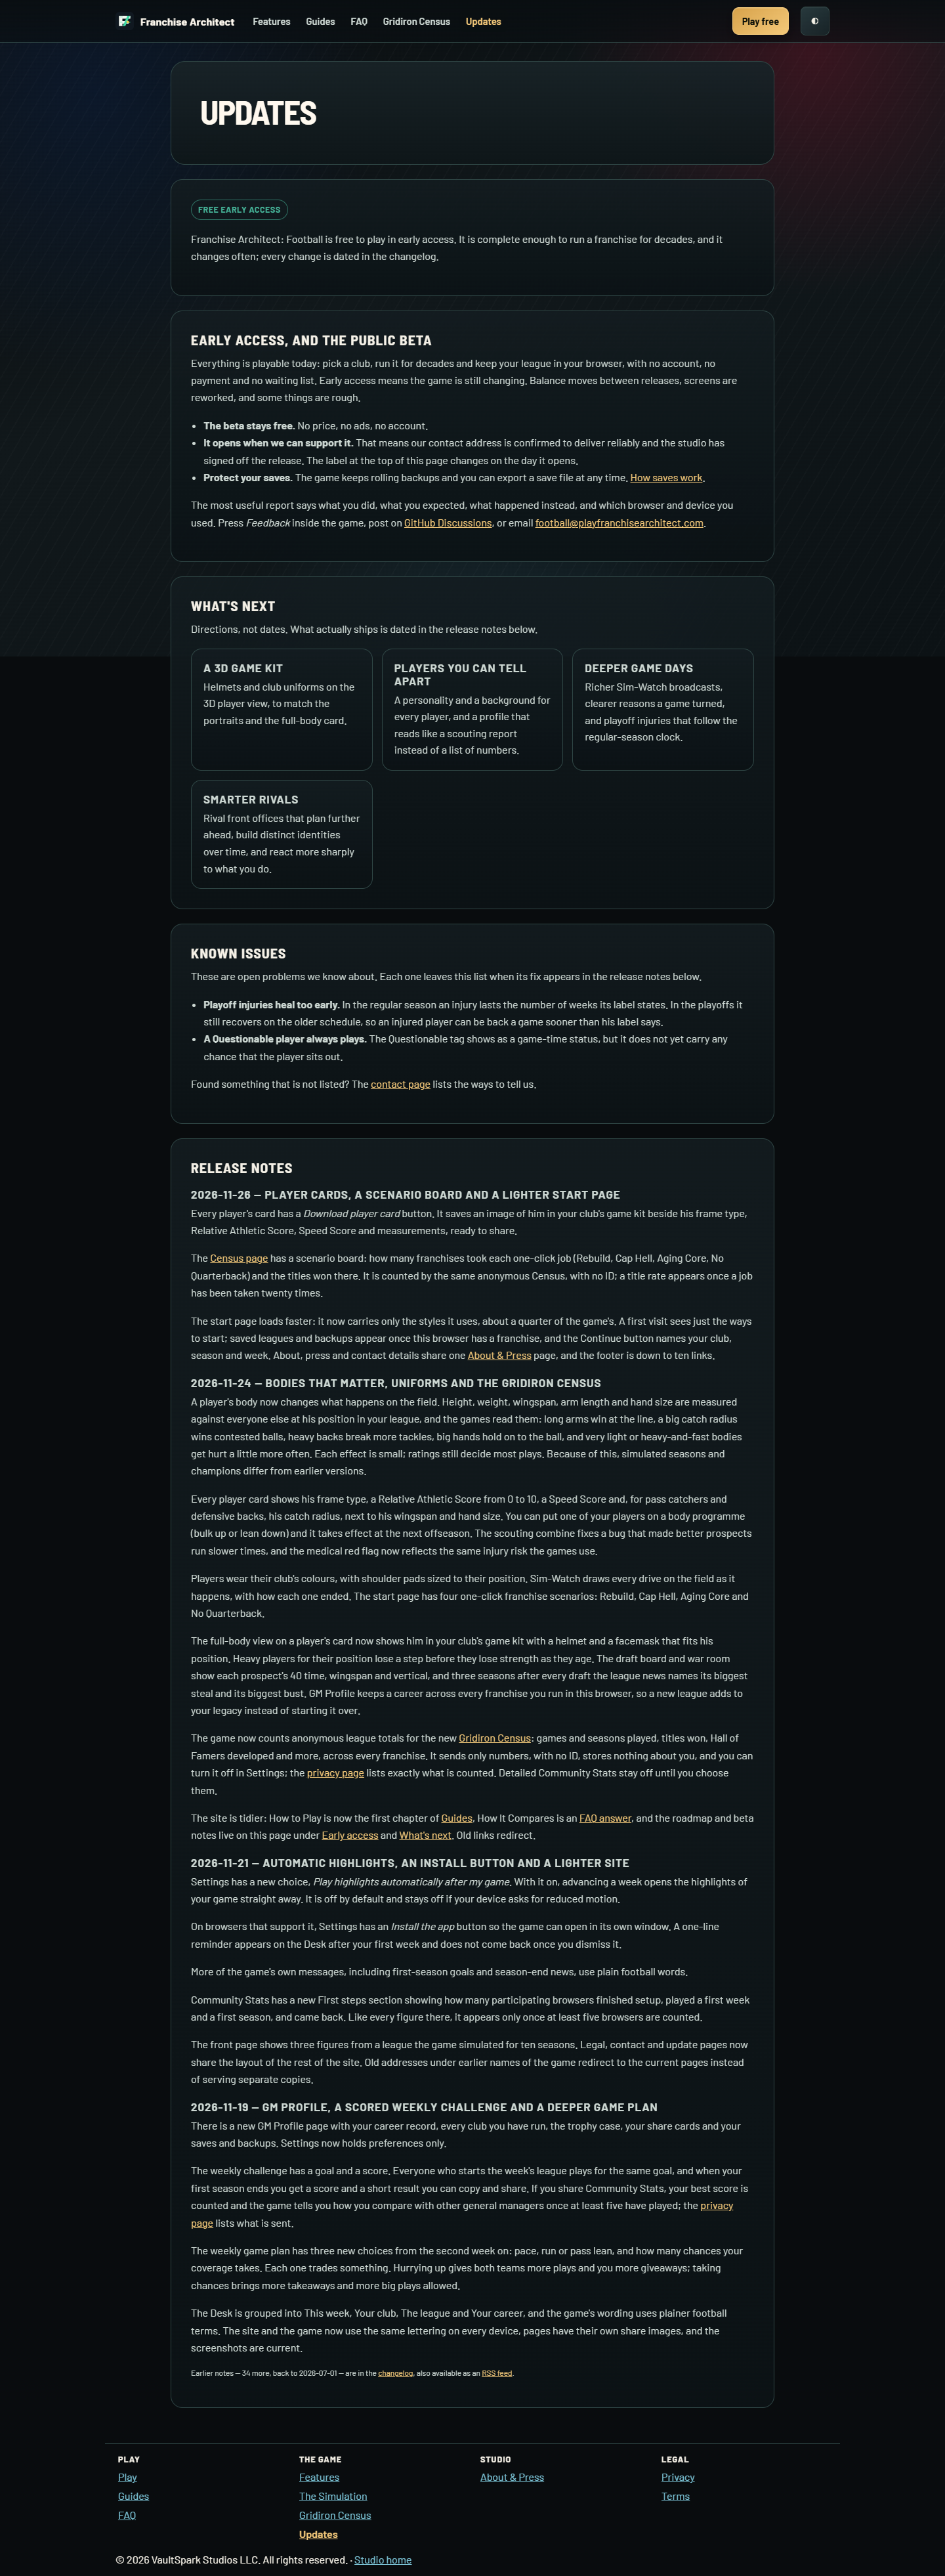 Franchise Architect Features Guides FAQ Gridiron Census Updates Play free
UPDATES
FREE EARLY ACCESS
Franchise Architect: Football is free to play in early access. It is complete enough to run a franchise for decades, and it
changes often; every change is dated in the changelog.
EARLY ACCESS, AND THE PUBLIC BETA
Everything is playable today: pick a club, run it for decades and keep your league in your browser, with no account, no
payment and no waiting list. Early access means the game is still changing. Balance moves between releases, screens are
reworked, and some things are rough.
• The beta stays free. No price, no ads, no account.
• It opens when we can support it. That means our contact address is confirmed to deliver reliably and the studio has
signed off the release. The label at the top of this page changes on the day it opens.
• Protect your saves. The game keeps rolling backups and you can export a save file at any time. How saves work.
The most useful report says what you did, what you expected, what happened instead, and which browser and device you
used. Press Feedback inside the game, post on GitHub Discussions, or email football@playfranchisearchitect.com.
WHAT'S NEXT
Directions, not dates. What actually ships is dated in the release notes below.
A 3D GAME KIT
Helmets and club uniforms on the
3D player view, to match the
portraits and the full-body card.
PLAYERS YOU CAN TELL
APART
A personality and a background for
every player, and a profile that
reads like a scouting report
instead of a list of numbers.
DEEPER GAME DAYS
Richer Sim-Watch broadcasts,
clearer reasons a game turned,
and playoff injuries that follow the
regular-season clock.
SMARTER RIVALS
Rival front offices that plan further
ahead, build distinct identities
over time, and react more sharply
to what you do.
KNOWN ISSUES
These are open problems we know about. Each one leaves this list when its fix appears in the release notes below.
• Playoff injuries heal too early. In the regular season an injury lasts the number of weeks its label states. In the playoffs it
still recovers on the older schedule, so an injured player can be back a game sooner than his label says.
• A Questionable player always plays. The Questionable tag shows as a game-time status, but it does not yet carry any
chance that the player sits out.
Found something that is not listed? The contact page lists the ways to tell us.
RELEASE NOTES
2026-11-26 — PLAYER CARDS, A SCENARIO BOARD AND A LIGHTER START PAGE
Every player's card has a Download player card button. It saves an image of him in your club's game kit beside his frame type,
Relative Athletic Score, Speed Score and measurements, ready to share.
The Census page has a scenario board: how many franchises took each one-click job (Rebuild, Cap Hell, Aging Core, No
Quarterback) and the titles won there. It is counted by the same anonymous Census, with no ID; a title rate appears once a job
has been taken twenty times.
The start page loads faster: it now carries only the styles it uses, about a quarter of the game's. A first visit sees just the ways
to start; saved leagues and backups appear once this browser has a franchise, and the Continue button names your club,
season and week. About, press and contact details share one About & Press page, and the footer is down to ten links.
2026-11-24 — BODIES THAT MATTER, UNIFORMS AND THE GRIDIRON CENSUS
A player's body now changes what happens on the field. Height, weight, wingspan, arm length and hand size are measured
against everyone else at his position in your league, and the games read them: long arms win at the line, a big catch radius
wins contested balls, heavy backs break more tackles, big hands hold on to the ball, and very light or heavy-and-fast bodies
get hurt a little more often. Each effect is small; ratings still decide most plays. Because of this, simulated seasons and
champions differ from earlier versions.
Every player card shows his frame type, a Relative Athletic Score from 0 to 10, a Speed Score and, for pass catchers and
defensive backs, his catch radius, next to his wingspan and hand size. You can put one of your players on a body programme
(bulk up or lean down) and it takes effect at the next offseason. The scouting combine fixes a bug that made better prospects
run slower times, and the medical red flag now reflects the same injury risk the games use.
Players wear their club's colours, with shoulder pads sized to their position. Sim-Watch draws every drive on the field as it
happens, with how each one ended. The start page has four one-click franchise scenarios: Rebuild, Cap Hell, Aging Core and
No Quarterback.
The full-body view on a player's card now shows him in your club's game kit with a helmet and a facemask that fits his
position. Heavy players for their position lose a step before they lose strength as they age. The draft board and war room
show each prospect's 40 time, wingspan and vertical, and three seasons after every draft the league news names its biggest
steal and its biggest bust. GM Profile keeps a career across every franchise you run in this browser, so a new league adds to
your legacy instead of starting it over.
The game now counts anonymous league totals for the new Gridiron Census: games and seasons played, titles won, Hall of
Famers developed and more, across every franchise. It sends only numbers, with no ID, stores nothing about you, and you can
turn it off in Settings; the privacy page lists exactly what is counted. Detailed Community Stats stay off until you choose
them.
The site is tidier: How to Play is now the first chapter of Guides, How It Compares is an FAQ answer, and the roadmap and beta
notes live on this page under Early access and What's next. Old links redirect.
2026-11-21 — AUTOMATIC HIGHLIGHTS, AN INSTALL BUTTON AND A LIGHTER SITE
Settings has a new choice, Play highlights automatically after my game. With it on, advancing a week opens the highlights of
your game straight away. It is off by default and stays off if your device asks for reduced motion.
On browsers that support it, Settings has an Install the app button so the game can open in its own window. A one-line
reminder appears on the Desk after your first week and does not come back once you dismiss it.
More of the game's own messages, including first-season goals and season-end news, use plain football words.
Community Stats has a new First steps section showing how many participating browsers finished setup, played a first week
and a first season, and came back. Like every figure there, it appears only once at least five browsers are counted.
The front page shows three figures from a league the game simulated for ten seasons. Legal, contact and update pages now
share the layout of the rest of the site. Old addresses under earlier names of the game redirect to the current pages instead
of serving separate copies.
2026-11-19 — GM PROFILE, A SCORED WEEKLY CHALLENGE AND A DEEPER GAME PLAN
There is a new GM Profile page with your career record, every club you have run, the trophy case, your share cards and your
saves and backups. Settings now holds preferences only.
The weekly challenge has a goal and a score. Everyone who starts the week's league plays for the same goal, and when your
first season ends you get a score and a short result you can copy and share. If you share Community Stats, your best score is
counted and the game tells you how you compare with other general managers once at least five have played; the privacy
page lists what is sent.
The weekly game plan has three new choices from the second week on: pace, run or pass lean, and how many chances your
coverage takes. Each one trades something. Hurrying up gives both teams more plays and you more giveaways; taking
chances brings more takeaways and more big plays allowed.
The Desk is grouped into This week, Your club, The league and Your career, and the game's wording uses plainer football
terms. The site and the game now use the same lettering on every device, pages have their own share images, and the
screenshots are current.
Earlier notes — 34 more, back to 2026-07-01 — are in the changelog, also available as an RSS feed.
PLAY
Play
Guides
FAQ
THE GAME
Features
The Simulation
Gridiron Census
Updates
STUDIO
About & Press
LEGAL
Privacy
Terms
© 2026 VaultSpark Studios LLC. All rights reserved. · Studio home